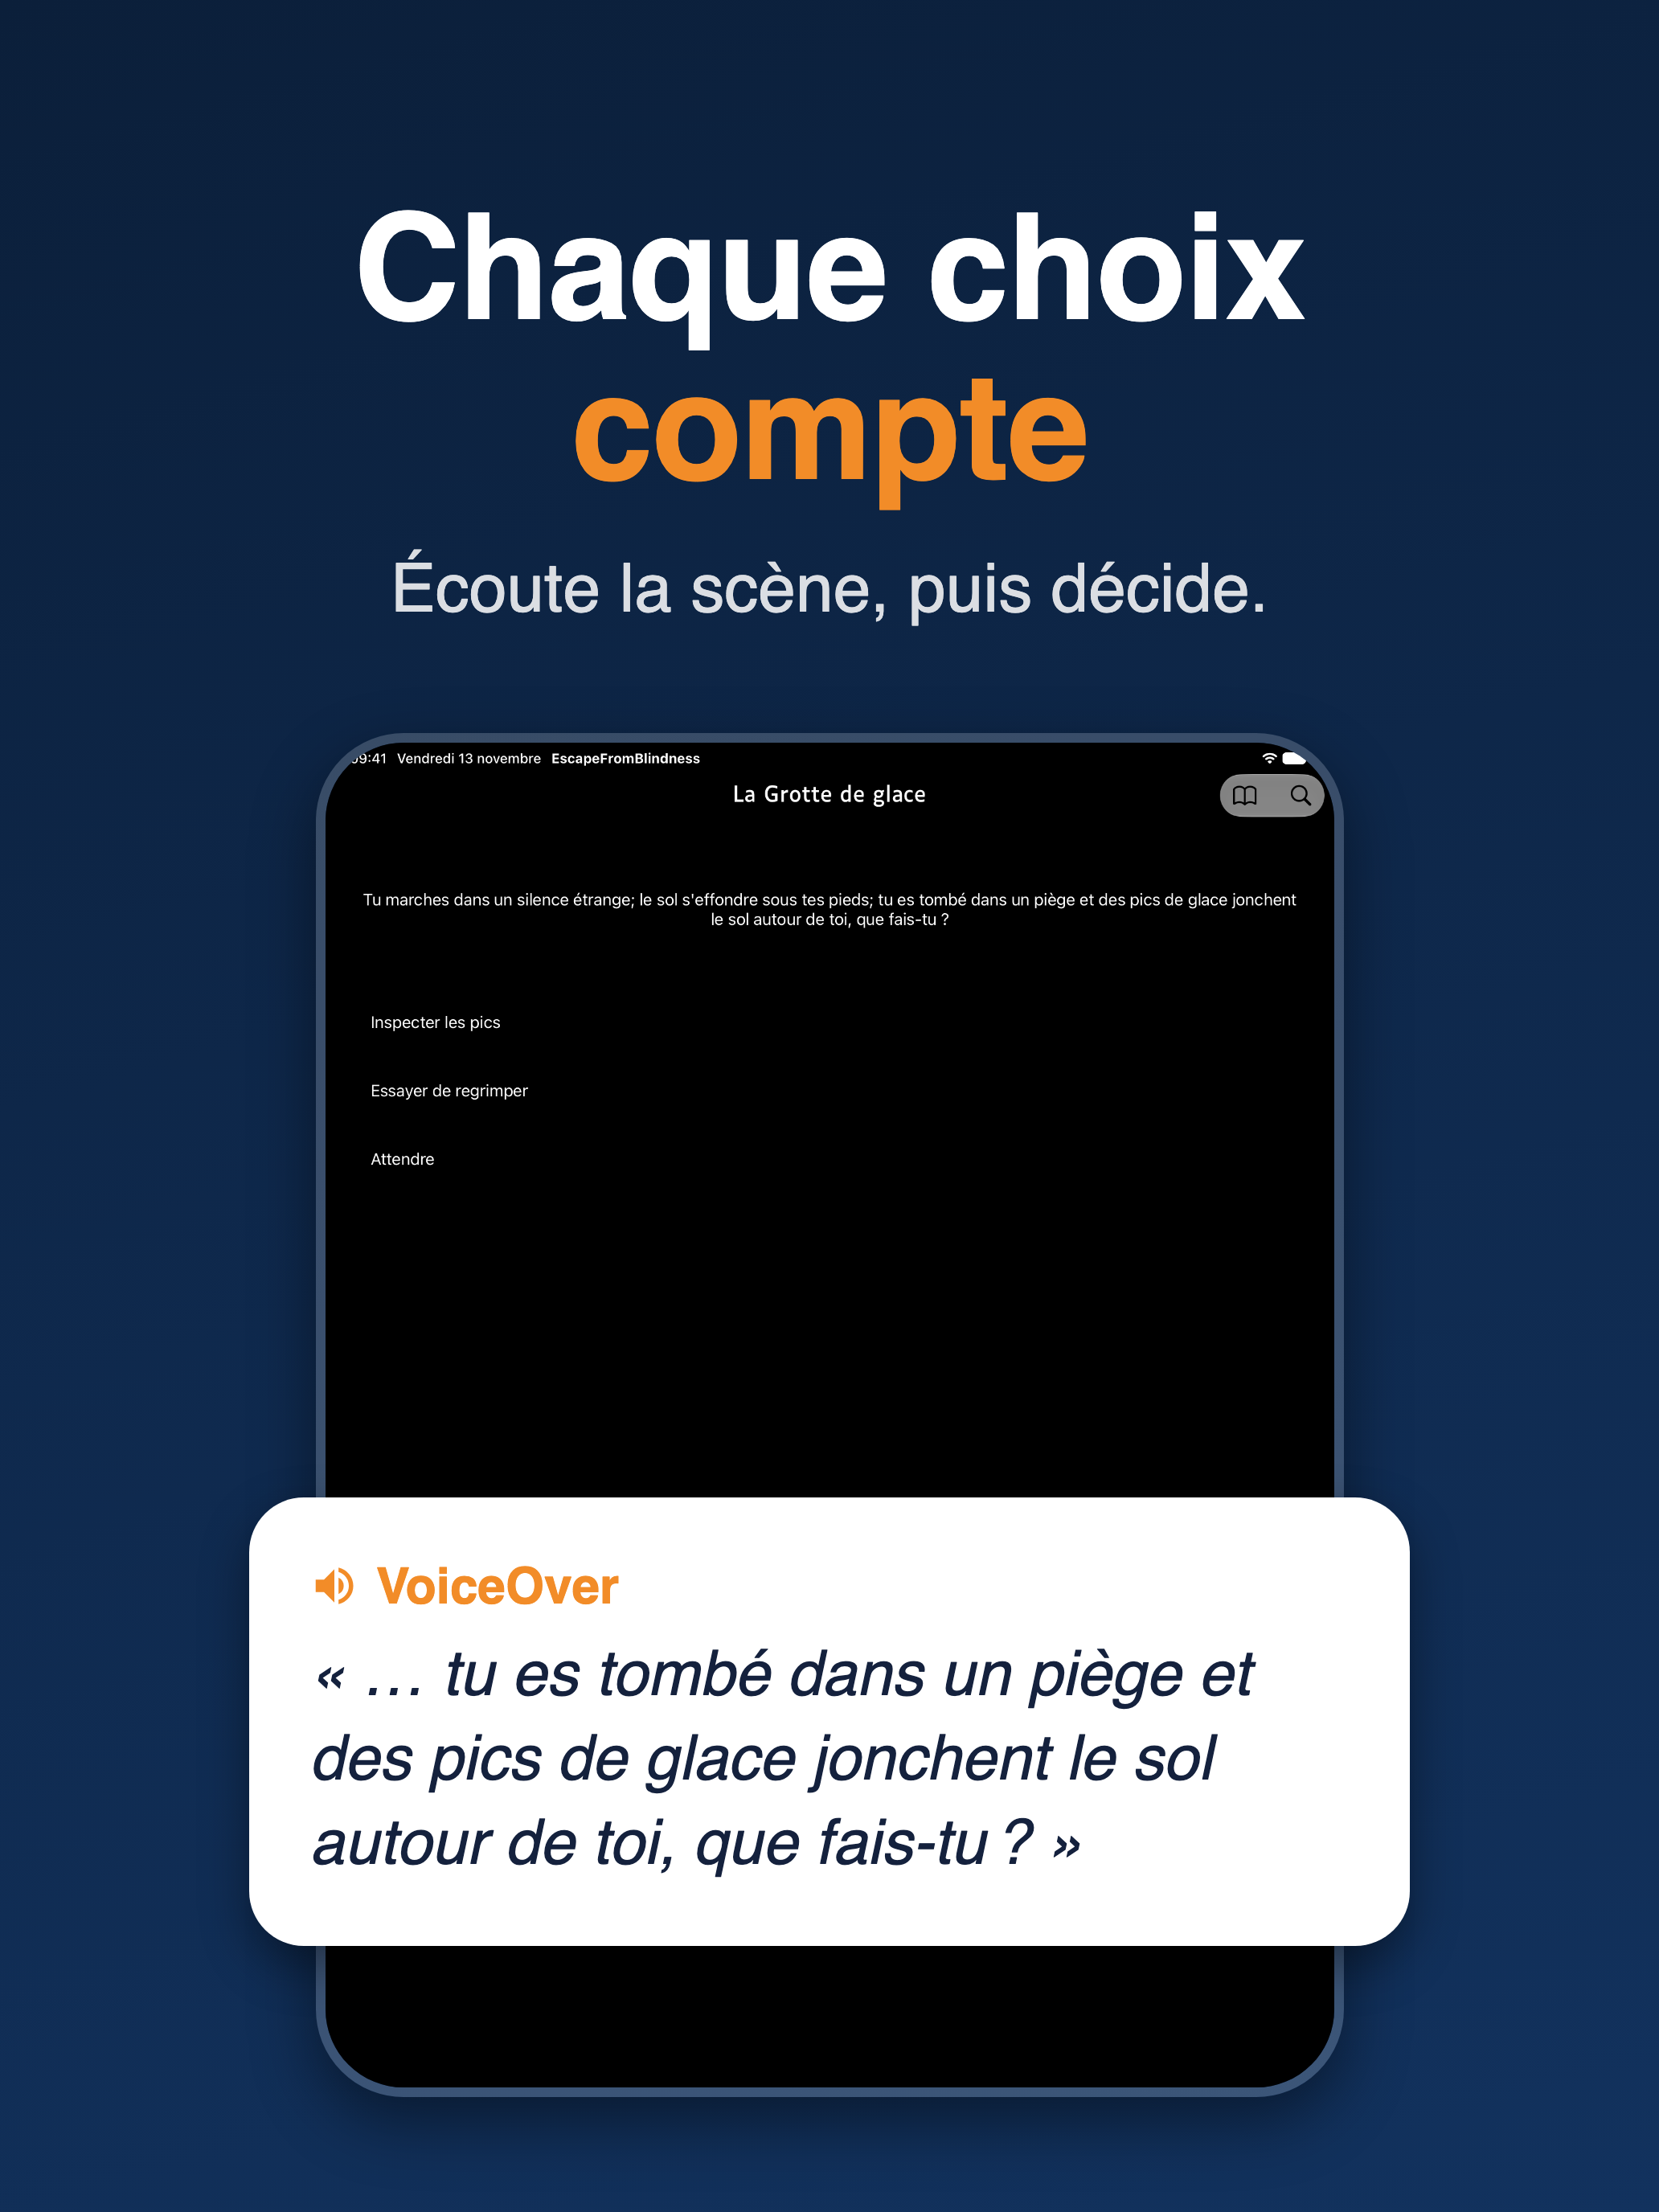 Chaque choix
compte
Écoute la scène, puis décide.
09:41 Vendredi 13 novembre EscapeFromBlindness
La Grotte de glace
Tu marches dans un silence étrange; le sol s'effondre sous tes pieds; tu es tombé dans un piège et des pics de glace jonchent
le sol autour de toi, que fais-tu ?
Inspecter les pics
Essayer de regrimper
Attendre
VoiceOver
« … tu es tombé dans un piège et
des pics de glace jonchent le sol
autour de toi, que fais-tu ? »